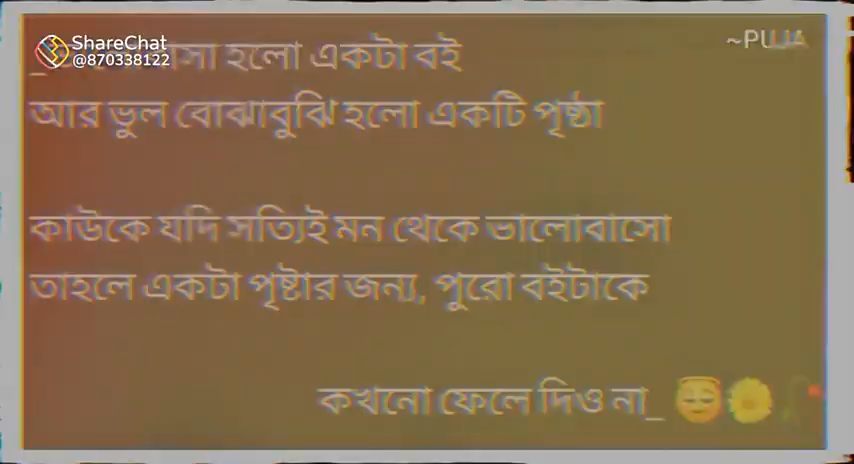 ShareChat
@870338122
~PUJA
হলো একটা বই
আর ভুল বোঝাবুঝি হলো একটি পৃষ্ঠা
কাউকে যদি সত্যিই মন থেকে ভালোবাসো
তাহলে একটা পৃষ্টার জন্য, পুরো বইটাকে
কখনো ফেলে দিও না_ 😇🌼🥀